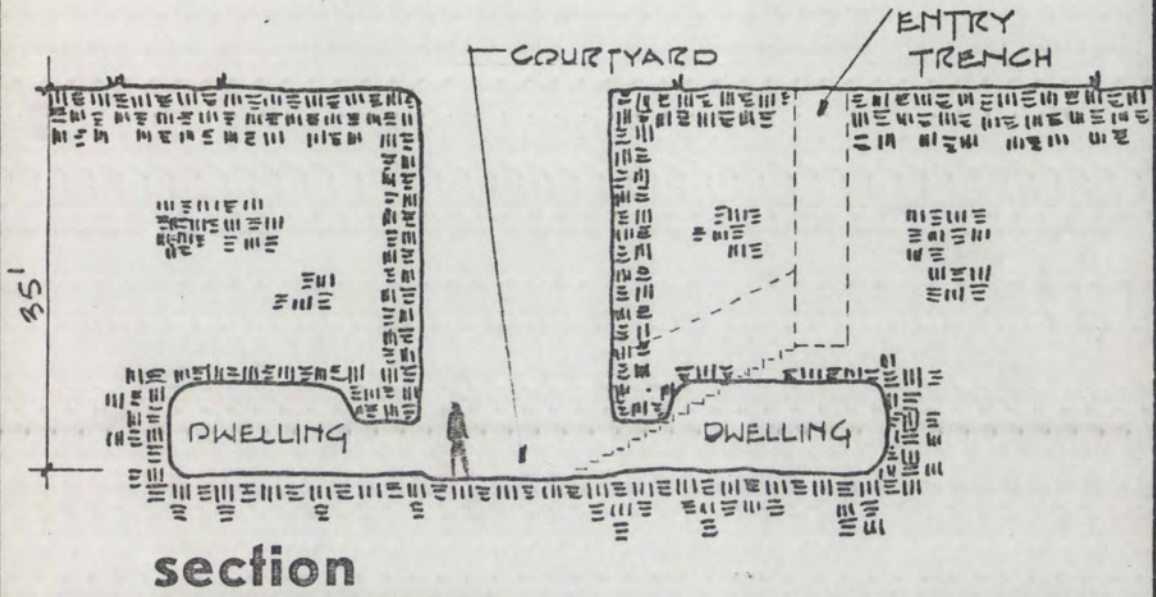 ENTRY
TRENCH
COURTYARD
35'
DWELLING
DWELLING
section